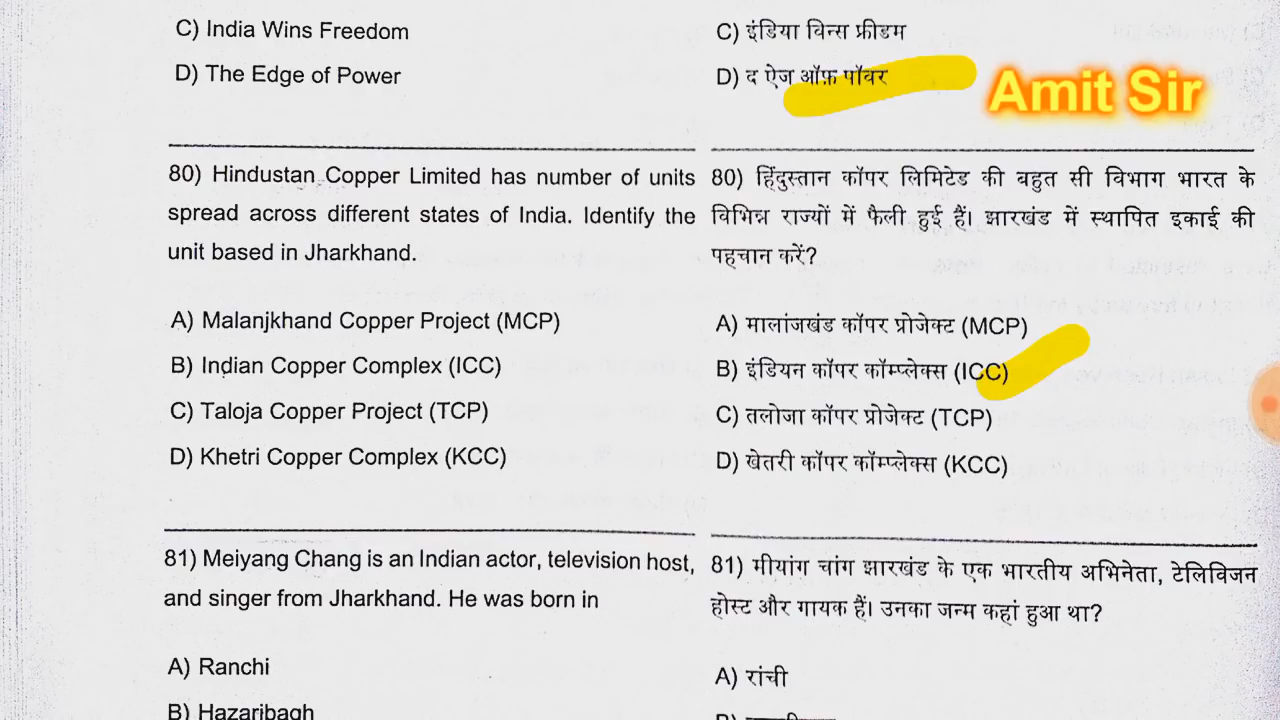 C) India Wins Freedom
D) The Edge of Power
C) इंडिया विन्स फ्रीडम
D) द ऐज ऑफ़ पॉवर
Amit Sir
80) Hindustan Copper Limited has number of units
spread across different states of India. Identify the
unit based in Jharkhand.
A) Malanjkhand Copper Project (MCP)
B) Indian Copper Complex (ICC)
C) Taloja Copper Project (TCP)
D) Khetri Copper Complex (KCC)
80) हिंदुस्तान कॉपर लिमिटेड की बहुत सी विभाग भारत के
विभिन्न राज्यों में फैली हुई हैं। झारखंड में स्थापित इकाई की
पहचान करें?
A) मालांजखंड कॉपर प्रोजेक्ट (MCP)
B) इंडियन कॉपर कॉम्प्लेक्स (ICC)
C) तलोजा कॉपर प्रोजेक्ट (TCP)
D) खेतरी कॉपर कॉम्प्लेक्स (KCC)
81) Meiyang Chang is an Indian actor, television host,
and singer from Jharkhand. He was born in
A) Ranchi
B) Hazaribagh
81) मीयांग चांग झारखंड के एक भारतीय अभिनेता, टेलिविजन
होस्ट और गायक हैं। उनका जन्म कहां हुआ था?
A) रांची